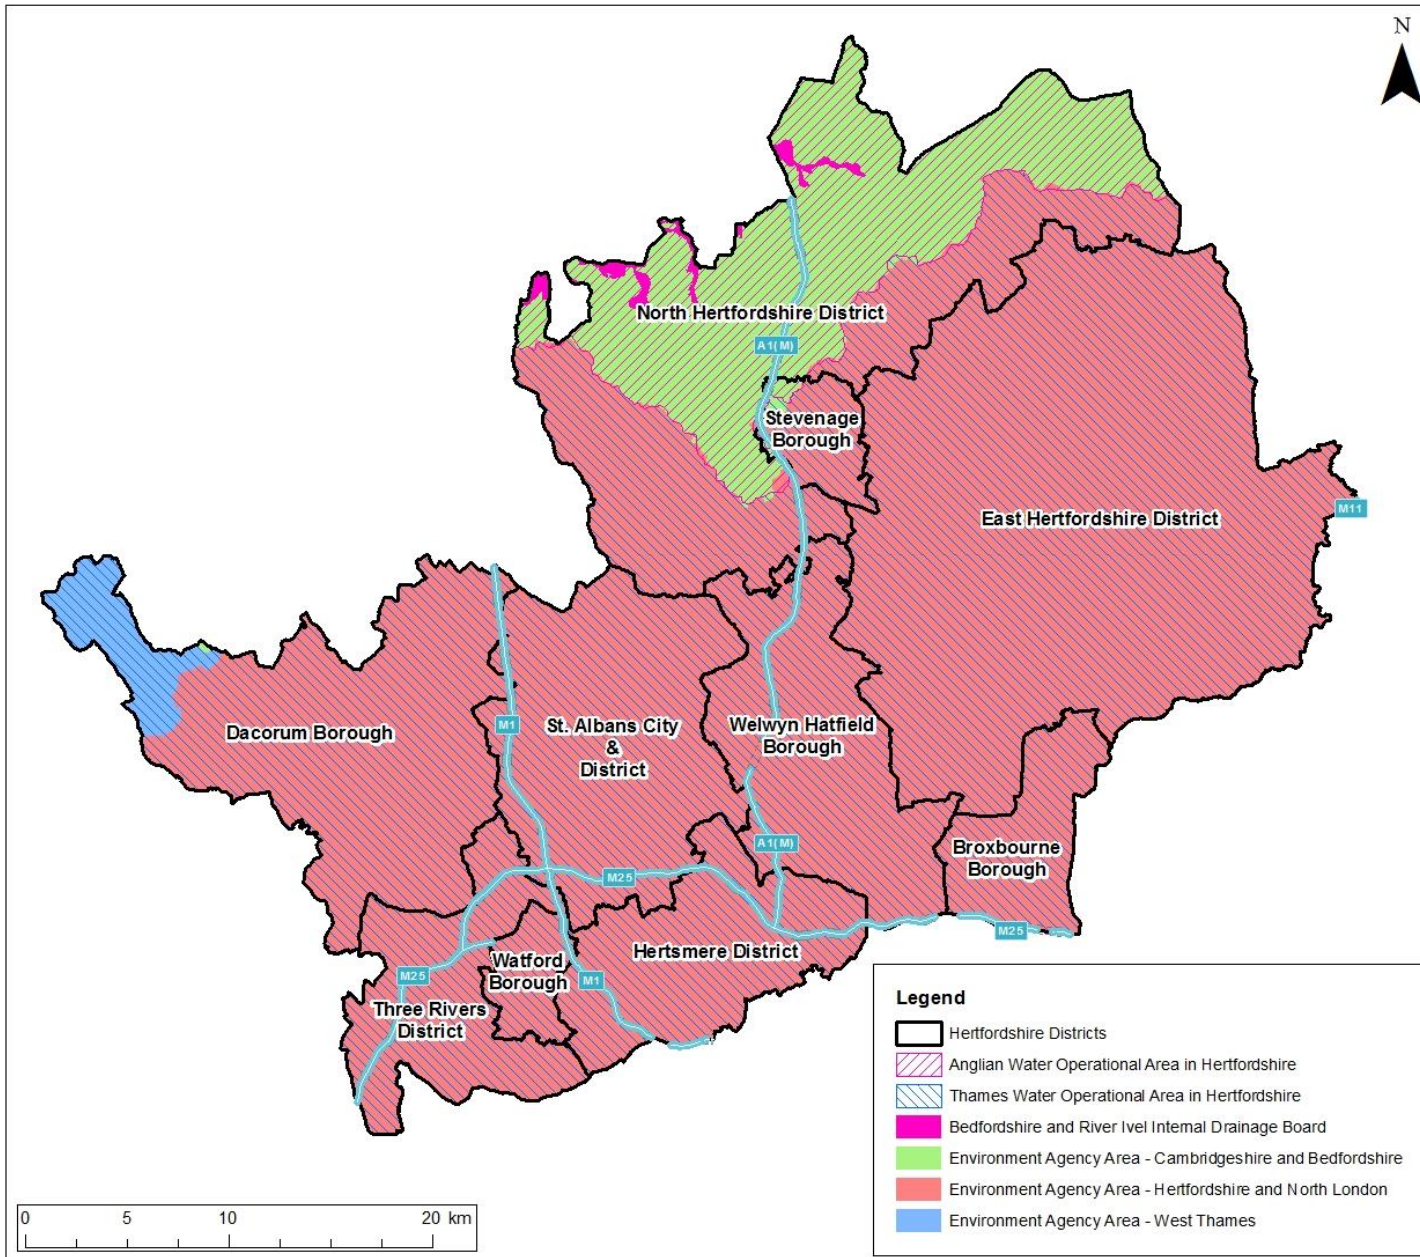 N
North Hertfordshire District
A1(M)
Stevenage
Borough
East Hertfordshire District
M11
Dacorum Borough
M1
St. Albans City
&
District
Welwyn Hatfield
Borough
A1(M)
Broxbourne
Borough
M25
M25
Hertsmere District
Watford
Borough
M25
M1
Three Rivers
District
Legend
Hertfordshire Districts
Anglian Water Operational Area in Hertfordshire
Thames Water Operational Area in Hertfordshire
Bedfordshire and River Ivel Internal Drainage Board
Environment Agency Area - Cambridgeshire and Bedfordshire
Environment Agency Area - Hertfordshire and North London
Environment Agency Area - West Thames
0 5 10 20 km